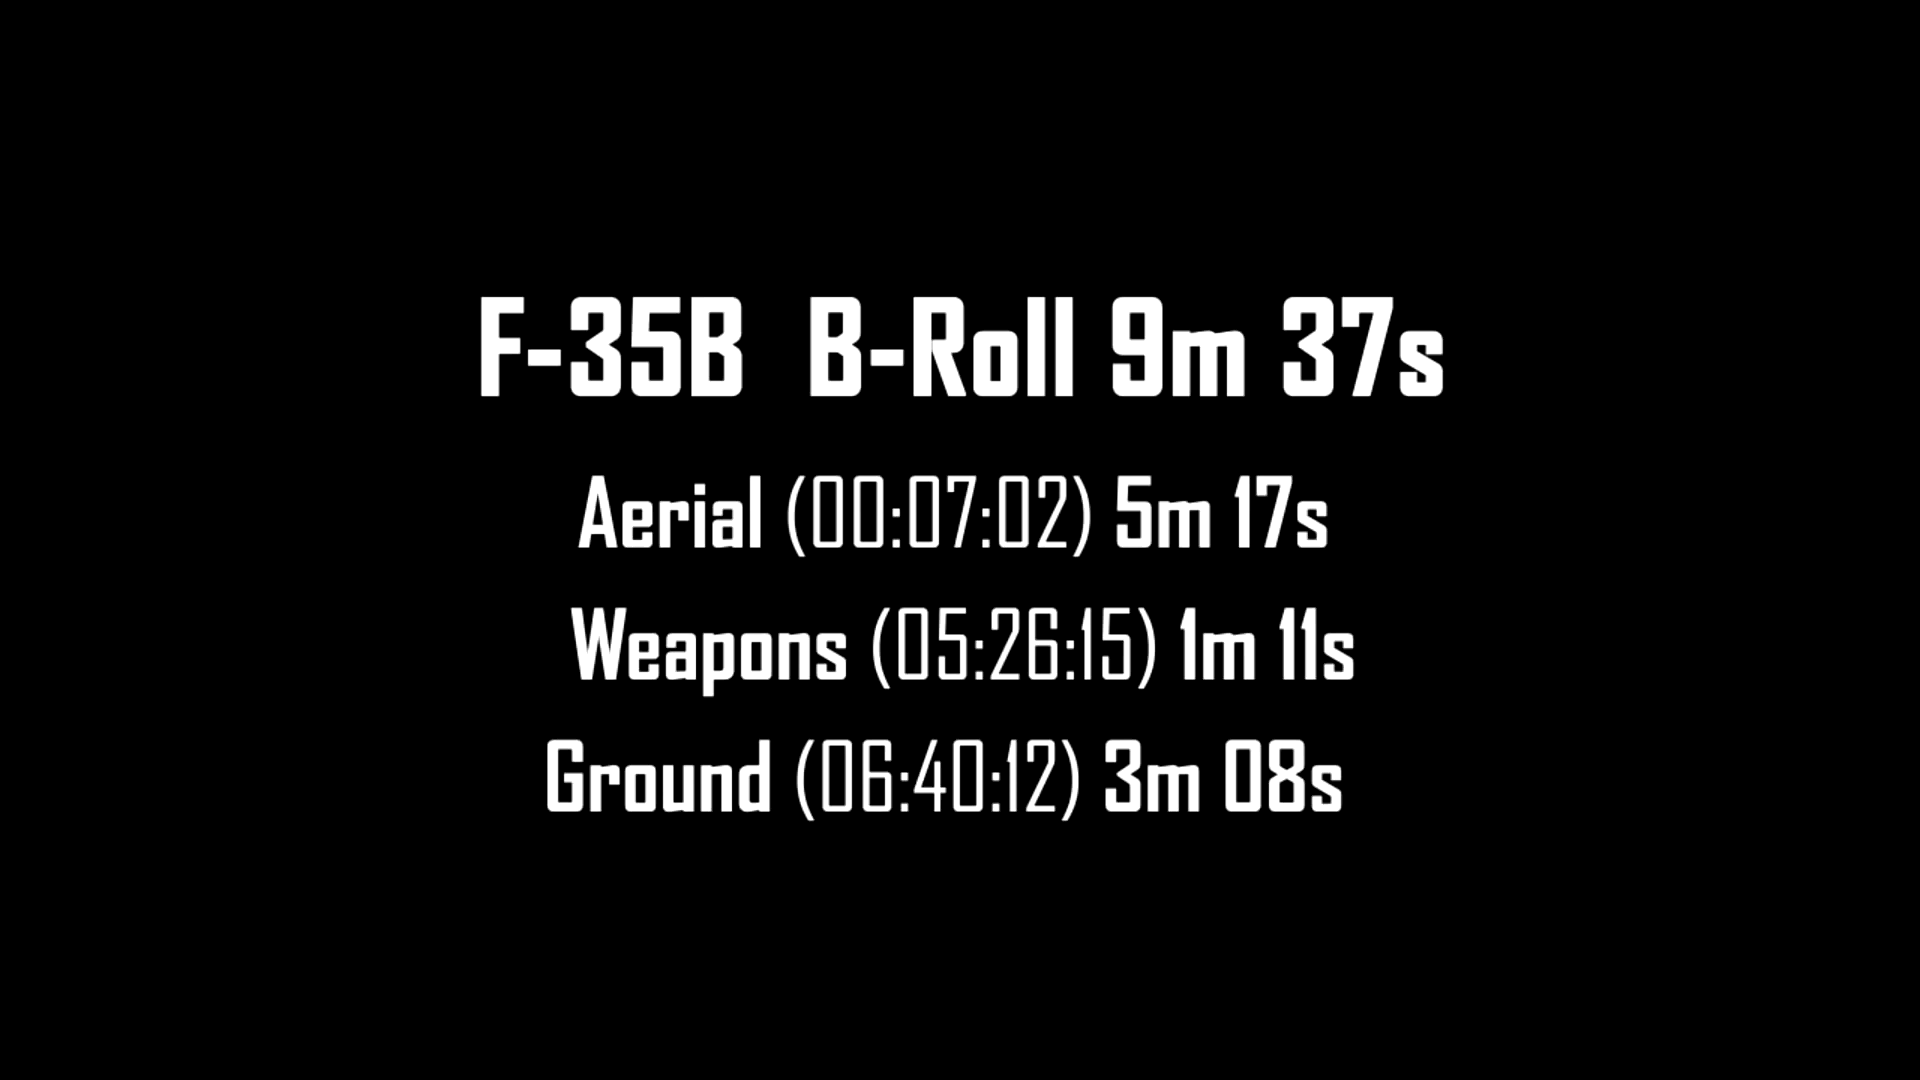 F-35B  B-Roll 9m 37s
Aerial (00:07:02) 5m 17s
Weapons (05:26:15) 1m 11s
Ground (06:40:12) 3m 08s